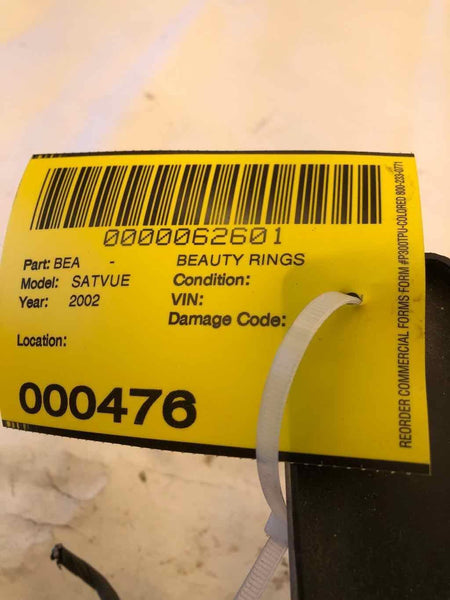 0000062601
Part: BEA - BEAUTY RINGS
Model: SATVUE Condition:
Year: 2002 VIN:
Damage Code:
Location:
000476
REORDER COMMERCIAL FORMS FORM #P300TPU-COLORED 800-233-0771